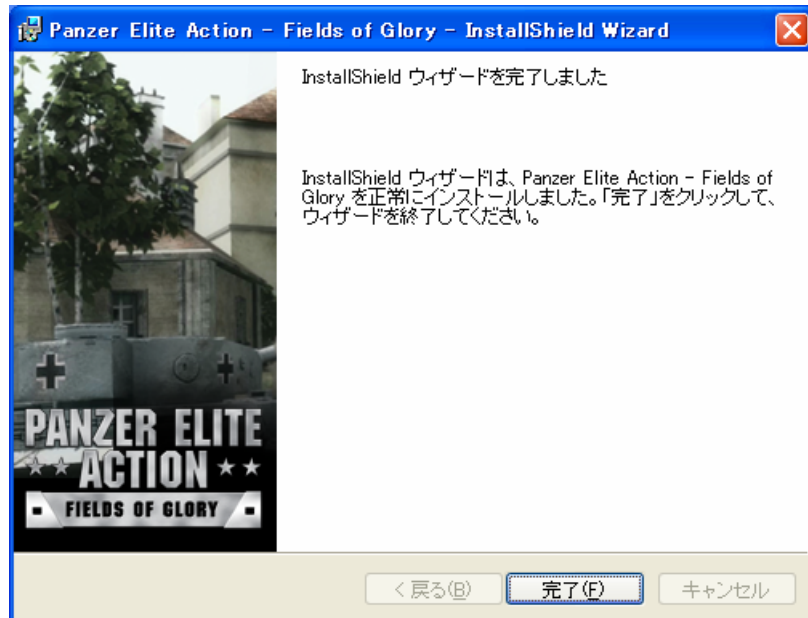 Panzer Elite Action - Fields of Glory - InstallShield Wizard
InstallShield ウィザードを完了しました
InstallShield ウィザードは、Panzer Elite Action - Fields of
Glory を正常にインストールしました。「完了」をクリックして、
ウィザードを終了してください。
PANZER ELITE
ACTION
FIELDS OF GLORY
< 戻る(B)
完了(F)
キャンセル